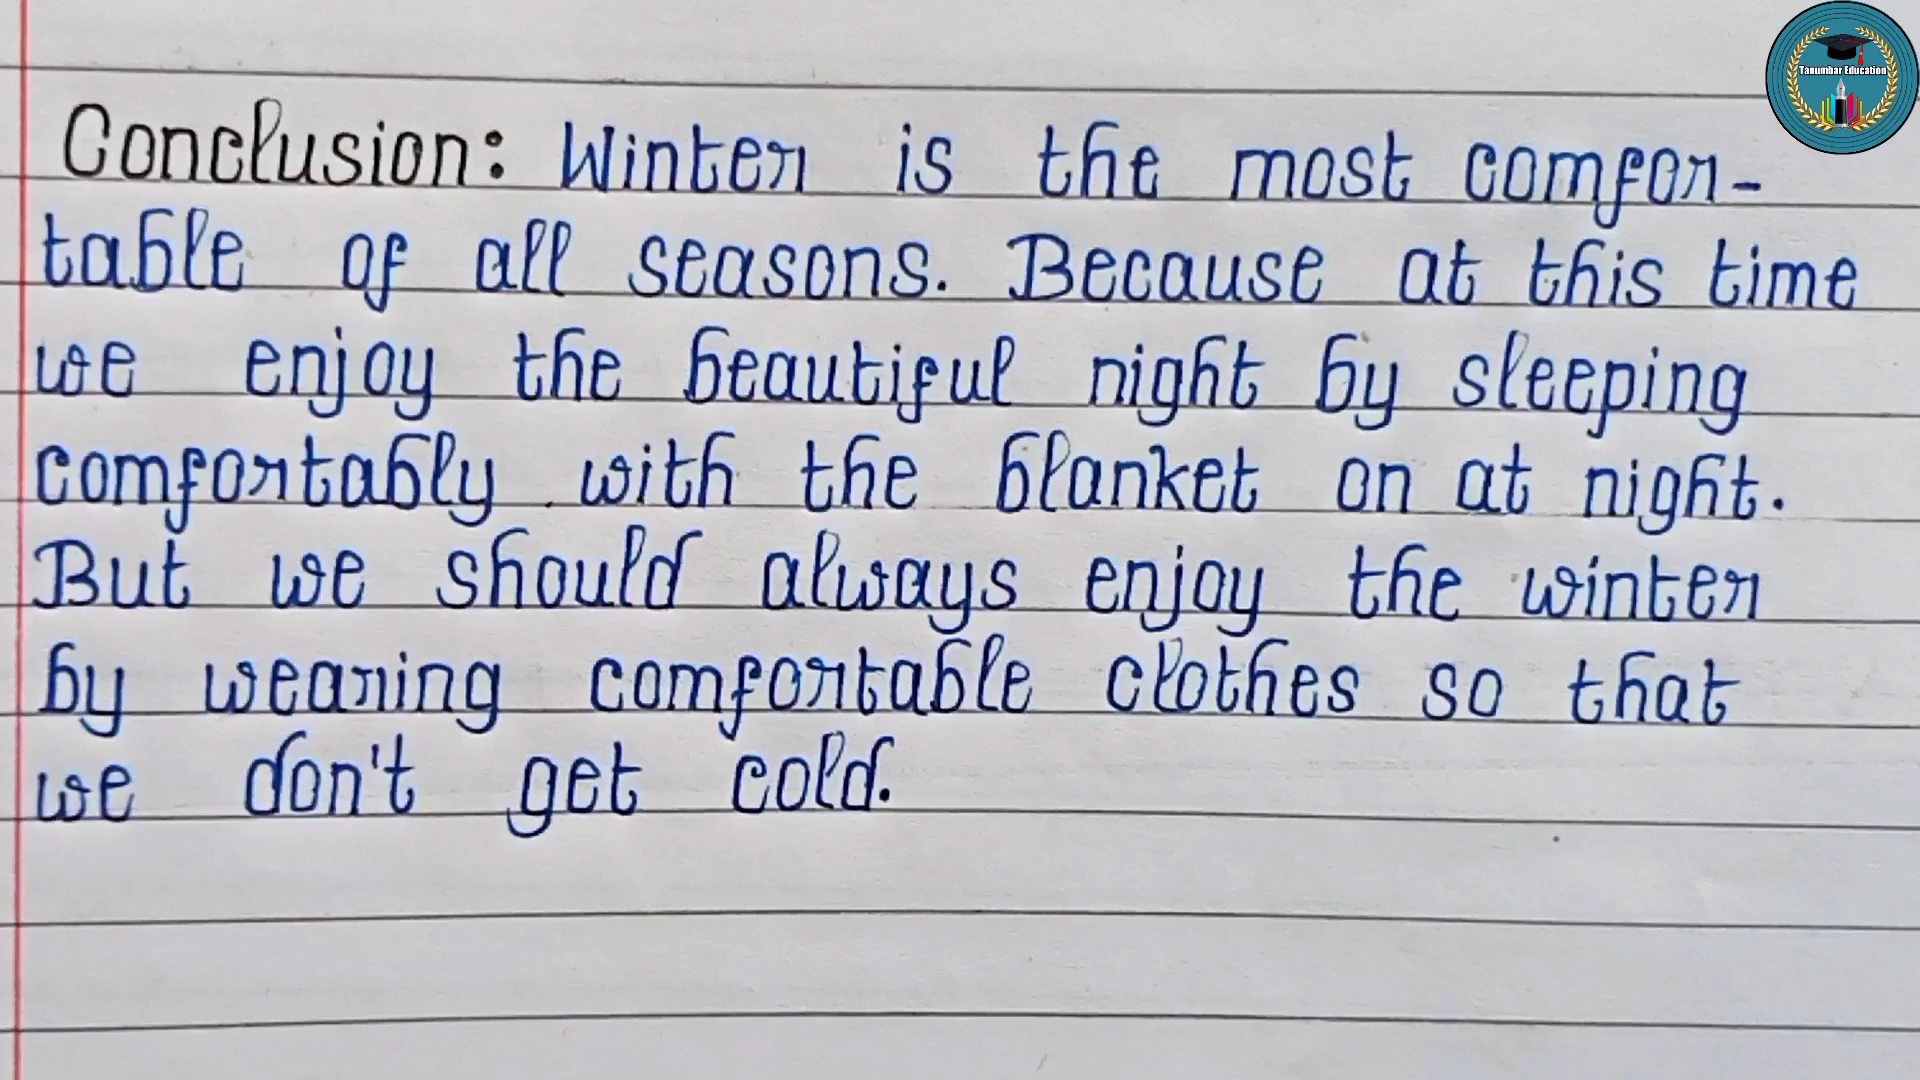 Tanumbar Education
Conclusion: Winter is the most comfor-
table of all seasons. Because at this time
we enjoy the beautiful night by sleeping
comfortably with the blanket on at night.
But we should always enjoy the winter
by wearing comfortable clothes so that
we don't get cold.